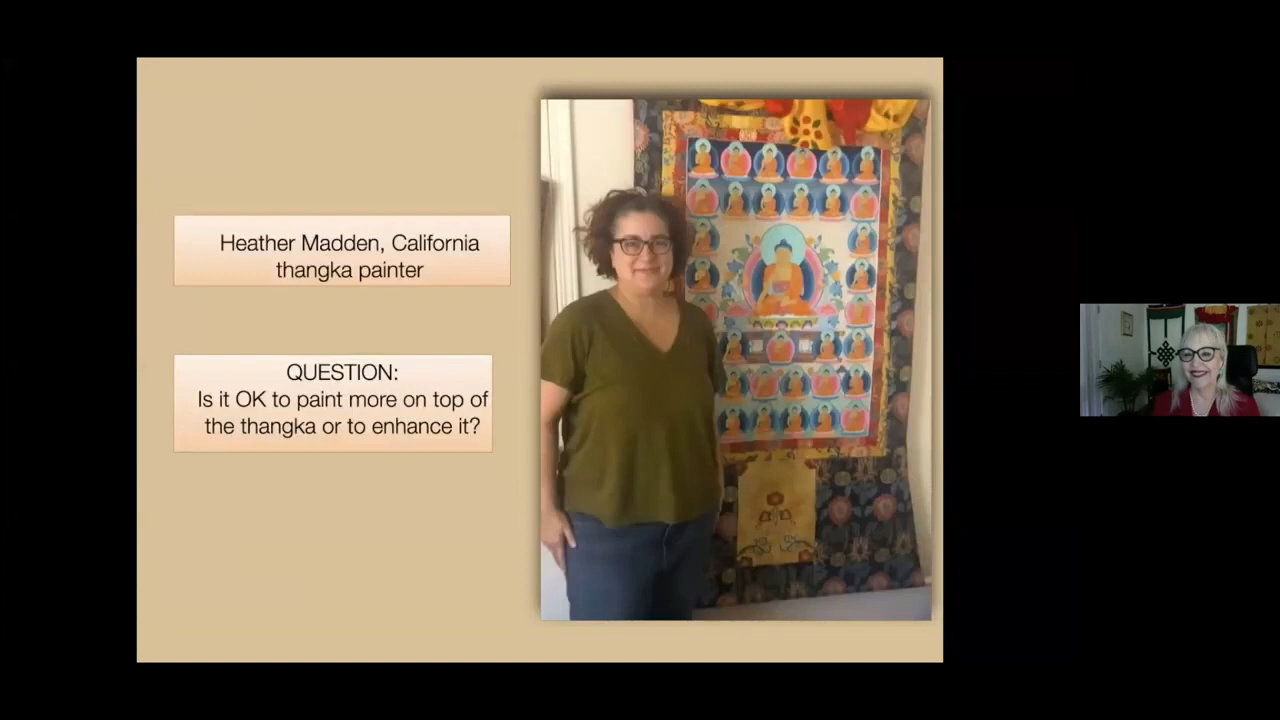 Heather Madden, California
thangka painter
QUESTION:
Is it OK to paint more on top of
the thangka or to enhance it?